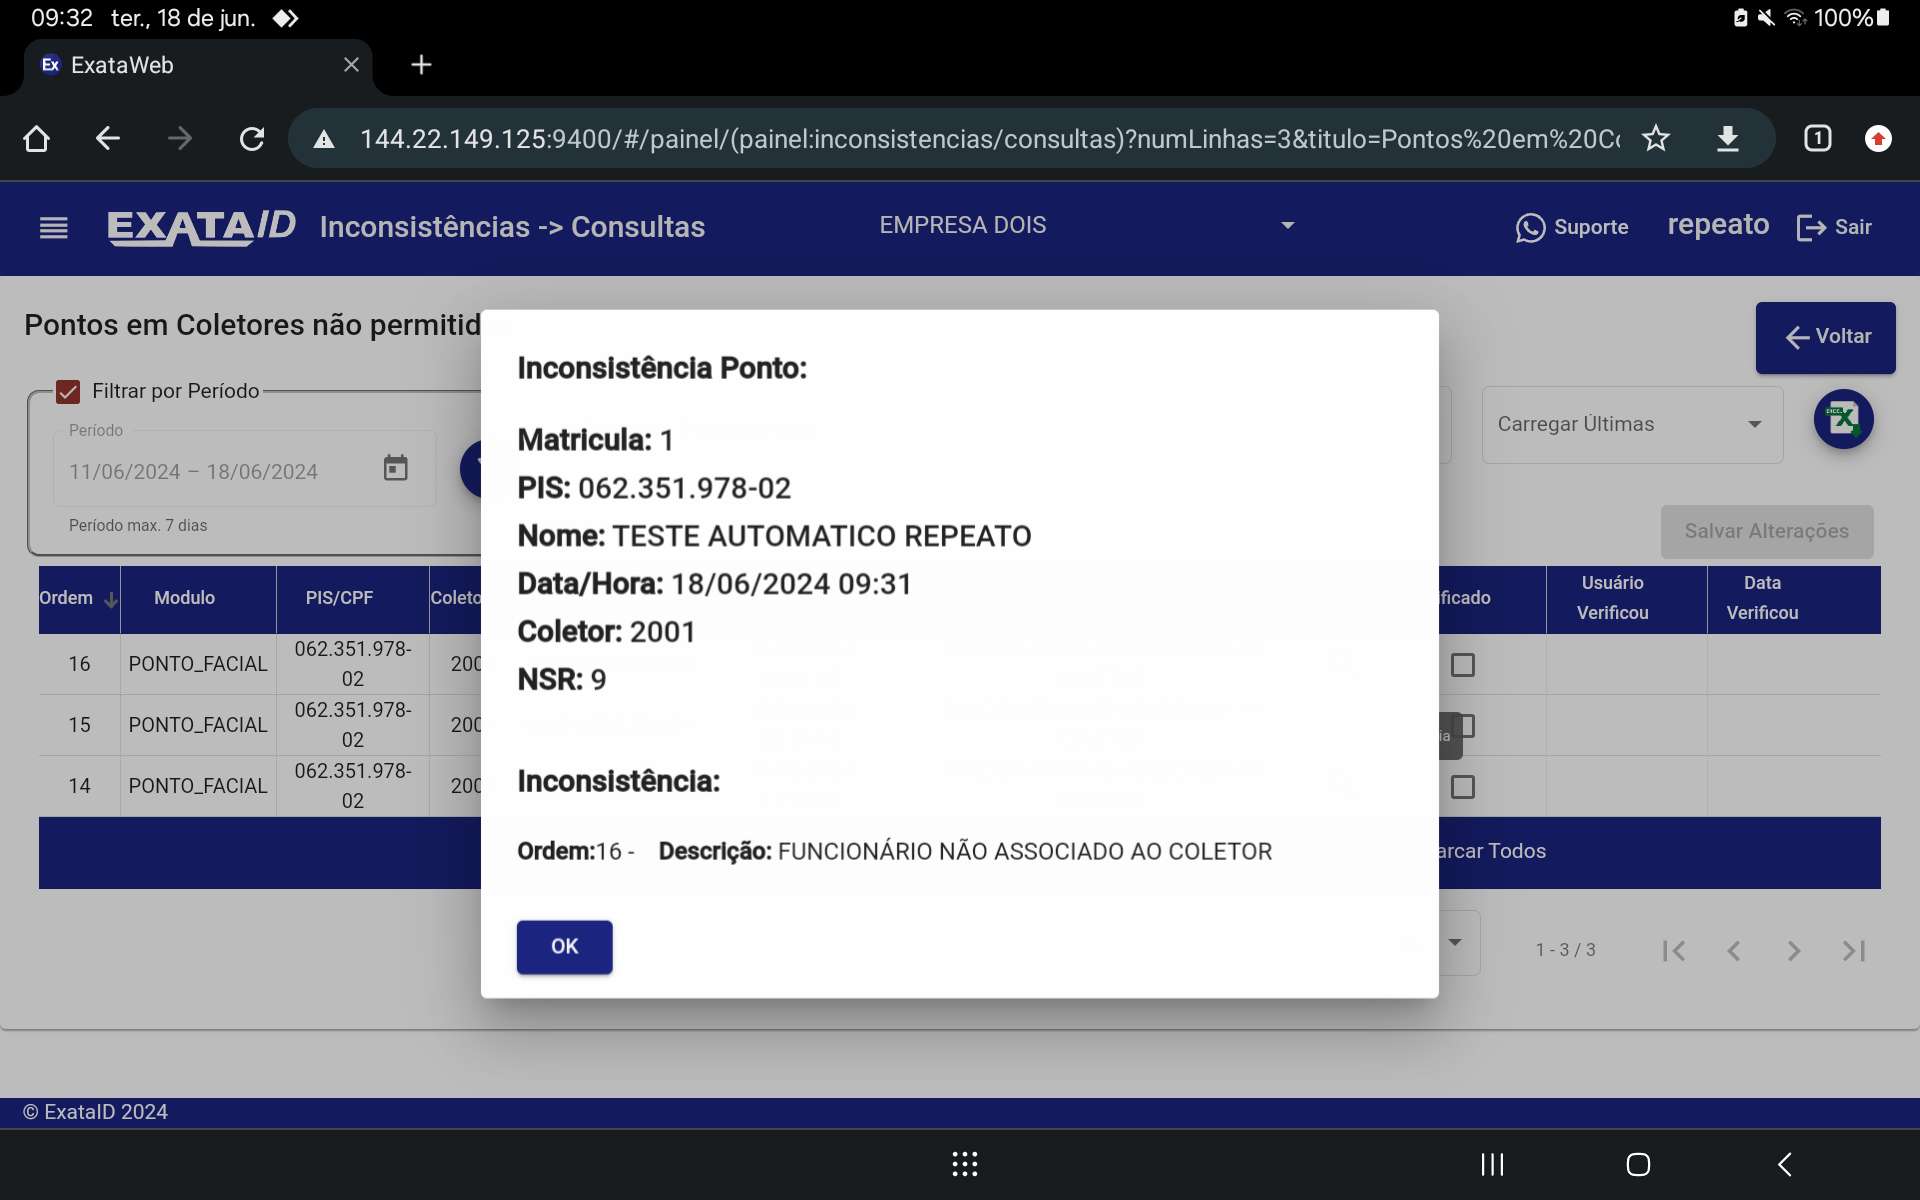 09:32 ter., 18 de jun.
100%
Ex ExataWeb
144.22.149.125:9400/#/painel/(painel:inconsistencias/consultas)?numLinhas=3&titulo=Pontos%20em%20Co
1
EXATAID Inconsistências -> Consultas EMPRESA DOIS Suporte repeato Sair
Pontos em Coletores não permitid
Voltar
Filtrar por Período
Período
11/06/2024 – 18/06/2024
Período max. 7 dias
Carregar Últimas
Salvar Alterações
Ordem Modulo PIS/CPF Coleto ificado Usuário Verificou Data Verificou
16 PONTO_FACIAL 062.351.978-02 200
15 PONTO_FACIAL 062.351.978-02 200
ia
14 PONTO_FACIAL 062.351.978-02 200
arcar Todos
1 - 3 / 3
Inconsistência Ponto:
Matricula: 1
PIS: 062.351.978-02
Nome: TESTE AUTOMATICO REPEATO
Data/Hora: 18/06/2024 09:31
Coletor: 2001
NSR: 9
Inconsistência:
Ordem:16 - Descrição: FUNCIONÁRIO NÃO ASSOCIADO AO COLETOR
OK
© ExataID 2024